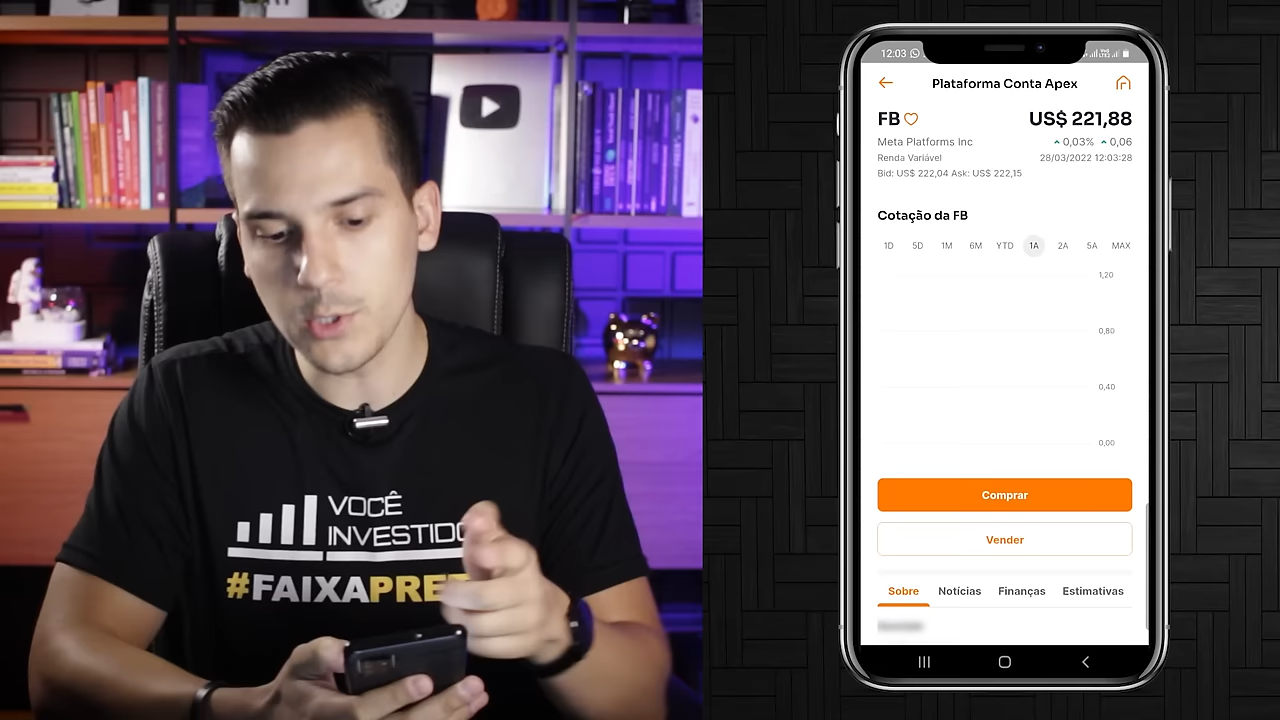 VOCÊ
INVESTIDO
#FAIXAPRET
12:03
Plataforma Conta Apex
FB
US$ 221,88
Meta Platforms Inc
0,03% 0,06
Renda Variável
28/03/2022 12:03:28
Bid: US$ 222,04 Ask: US$ 222,15
Cotação da FB
1D 5D 1M 6M YTD 1A 2A 5A MAX
1,20
0,80
0,40
0,00
Comprar
Vender
Sobre Notícias Finanças Estimativas